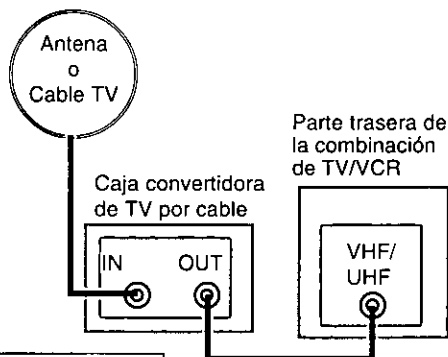 Antena
o
Cable TV
Parte trasera de
la combinación
de TV/VCR
Caja convertidora
de TV por cable
IN OUT
VHF/
UHF